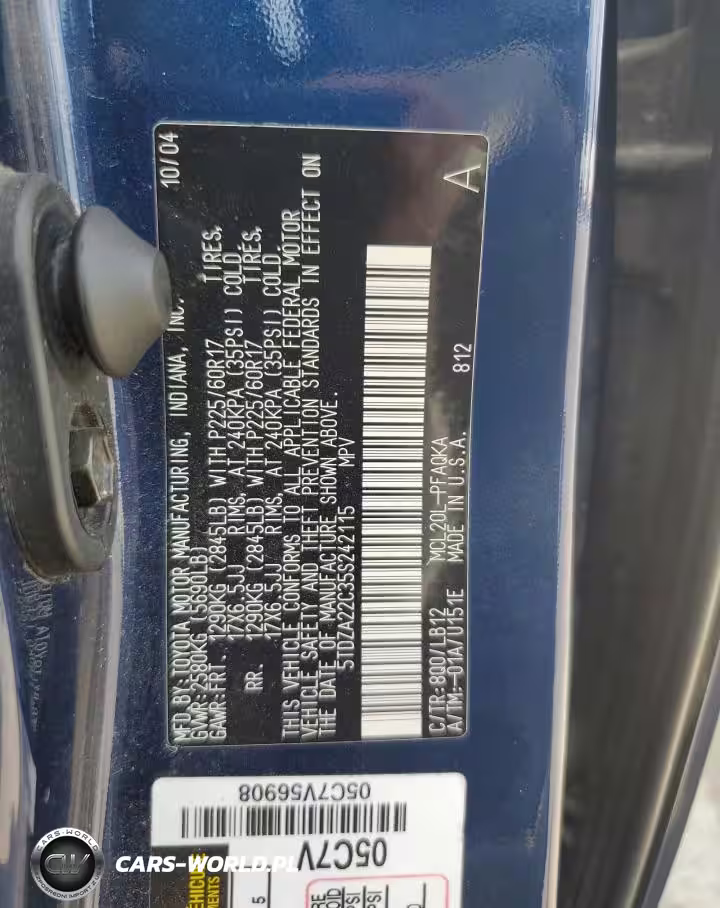 MFD.BY:TOYOTA MOTOR MANUFACTURING, INDIANA, INC. 10/04
GVWR:2580KG (5690LB)
GAWR:FRT. 1290KG (2845LB) WITH P225/60R17 TIRES,
17X6.5JJ RIMS, AT 240KPA (35PSI) COLD.
RR. 1290KG (2845LB) WITH P225/60R17 TIRES,
17X6.5JJ RIMS, AT 240KPA (35PSI) COLD.
THIS VEHICLE CONFORMS TO ALL APPLICABLE FEDERAL MOTOR
VEHICLE SAFETY AND THEFT PREVENTION STANDARDS IN EFFECT ON
THE DATE OF MANUFACTURE SHOWN ABOVE.
5TDZA22C35S242115 MPV
C/TR:8Q0/LB12 MCL20L-PFAQKA
A/TM:-01A/U151E MADE IN U.S.A. 812 A
05C7V56908
05C7V
CARS-WORLD
CW
CARS-WORLD.PL